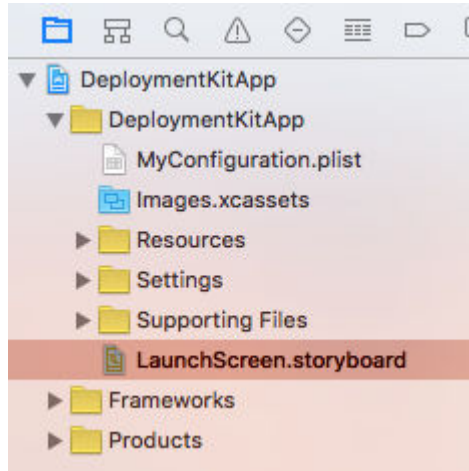 DeploymentKitApp
DeploymentKitApp
MyConfiguration.plist
Images.xcassets
Resources
Settings
Supporting Files
LaunchScreen.storyboard
Frameworks
Products